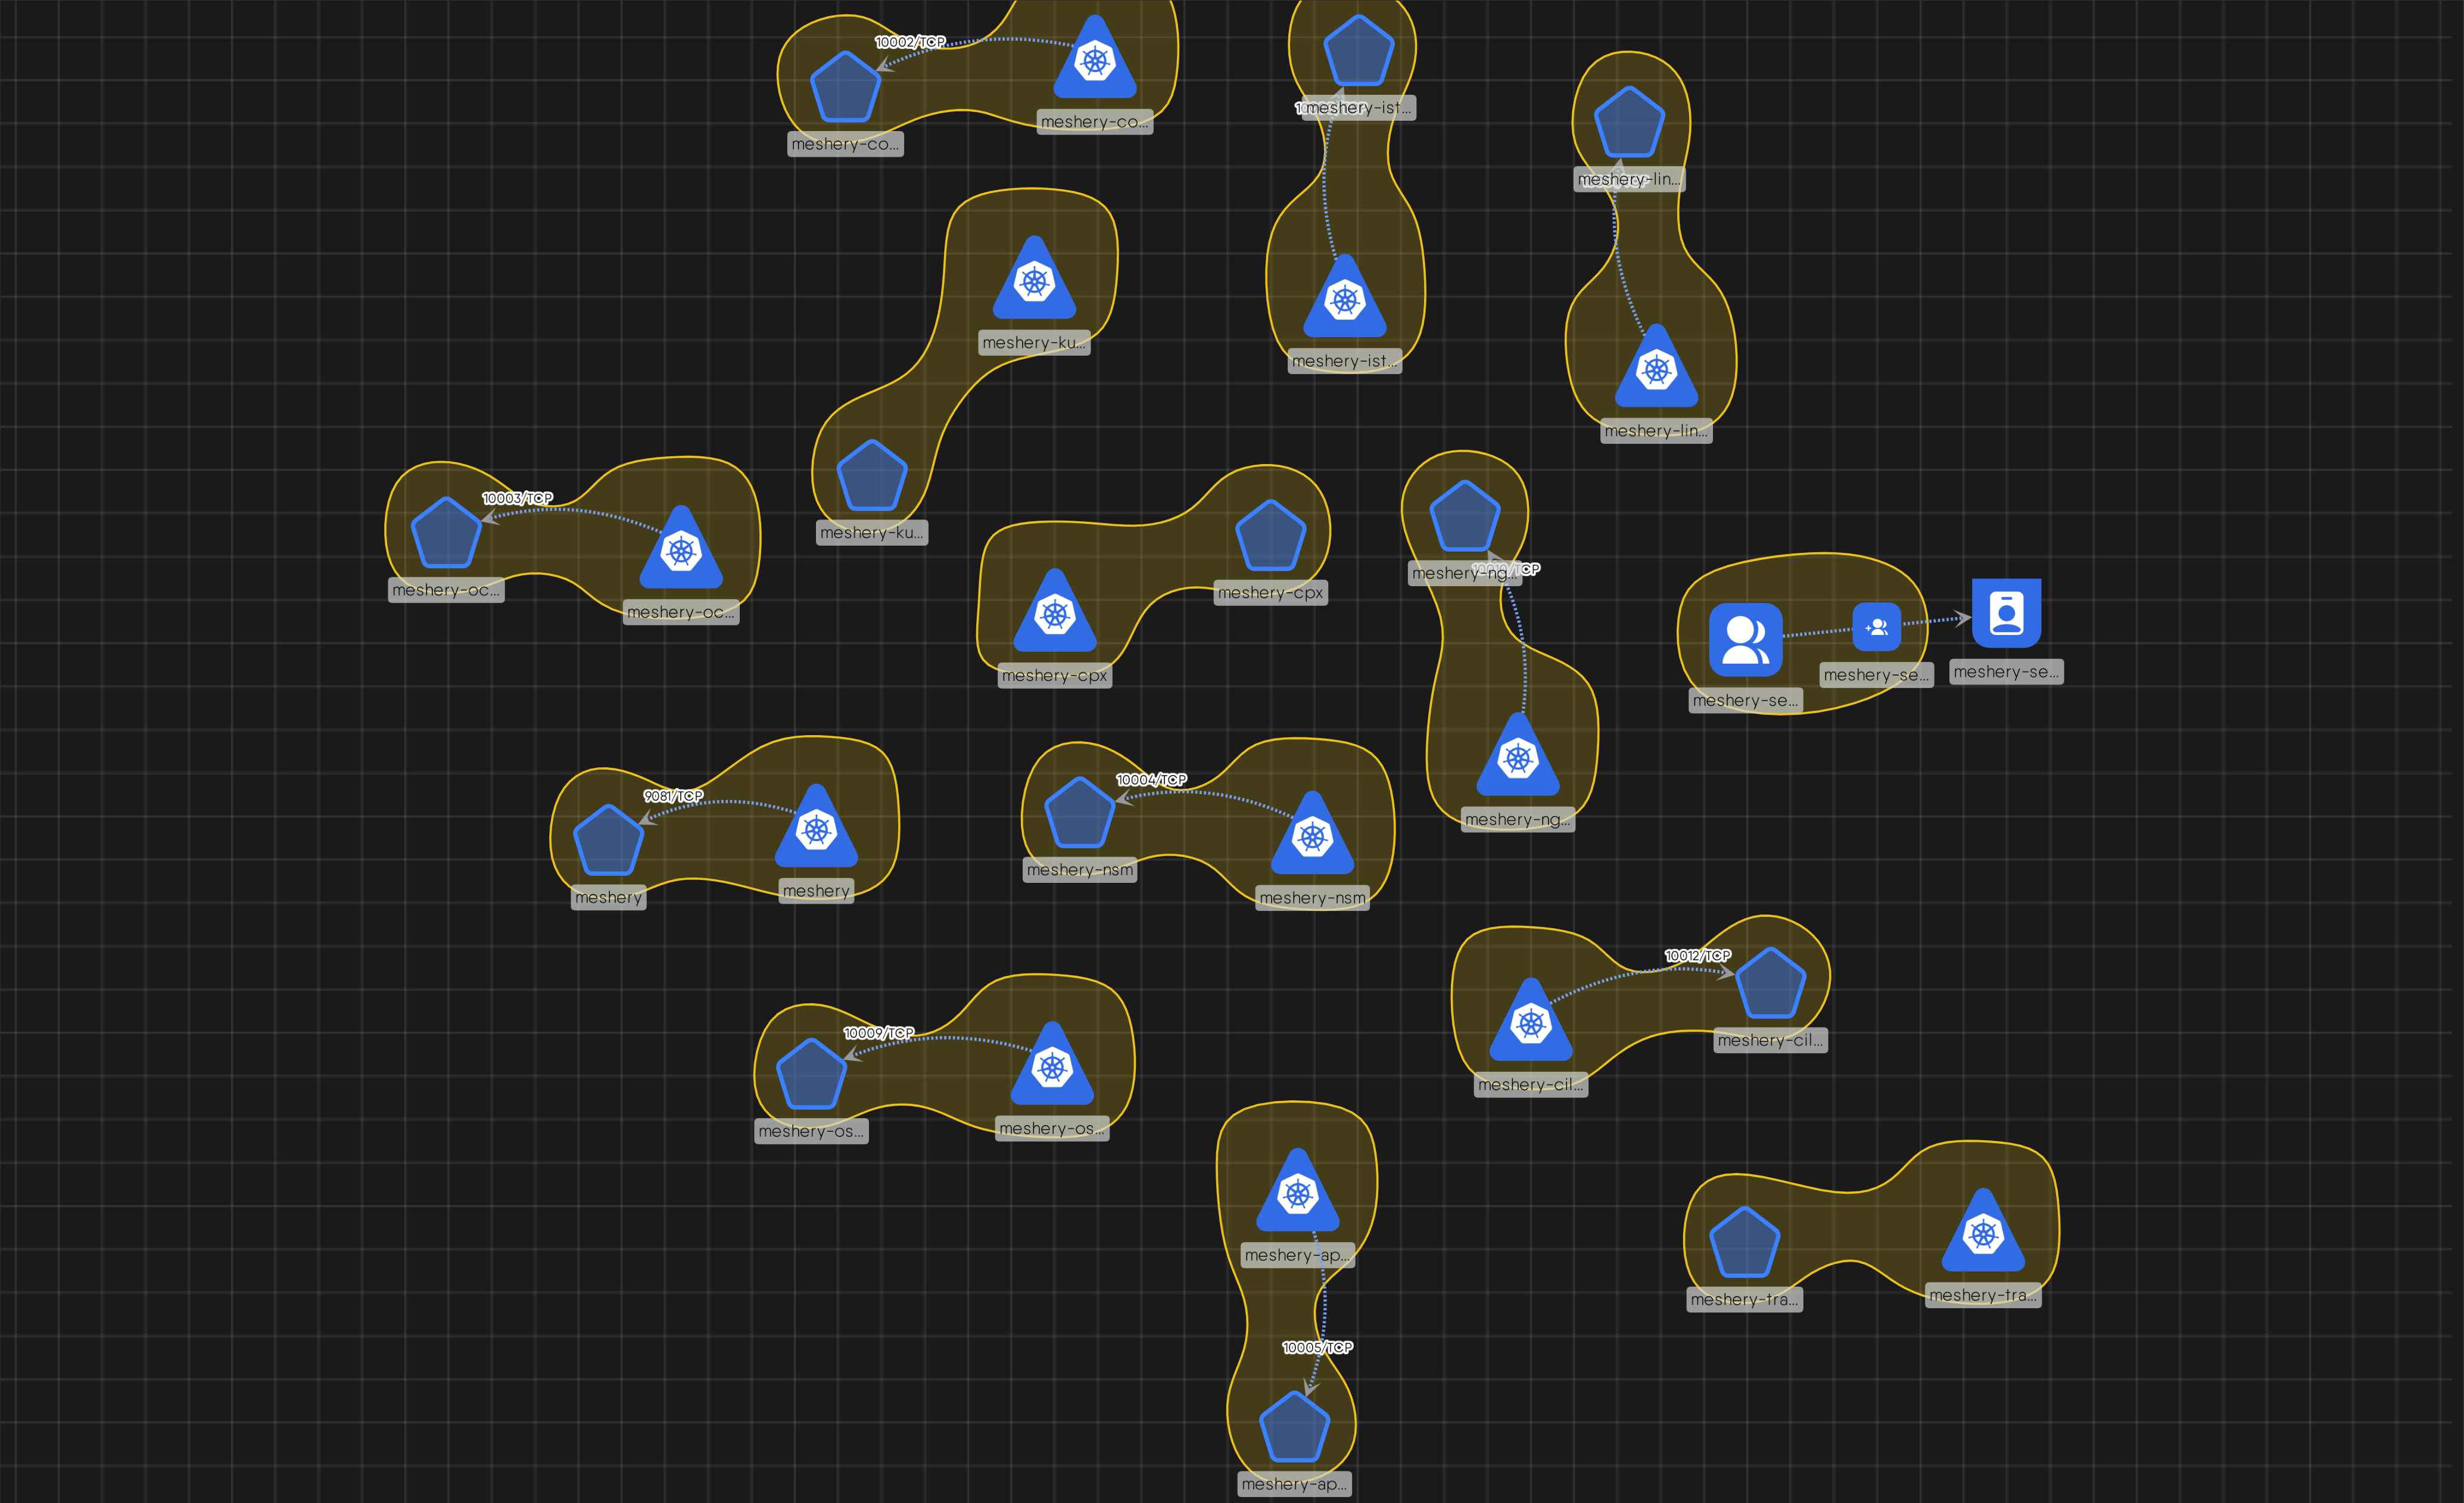 10002/TCP
meshery-co...
meshery-co...
meshery-ist...
meshery-lin...
meshery-ku...
meshery-ist...
meshery-lin...
10003/TCP
meshery-ku...
meshery-oc...
meshery-oc...
meshery-cpx
meshery-cpx
meshery-ng...
meshery-se...
meshery-se...
meshery-se...
9081/TCP
10004/TCP
meshery-ng...
meshery
meshery
meshery-nsm
meshery-nsm
10012/TCP
10009/TCP
meshery-cil...
meshery-cil...
meshery-os...
meshery-os...
meshery-ap...
meshery-tra...
meshery-tra...
10005/TCP
meshery-ap...